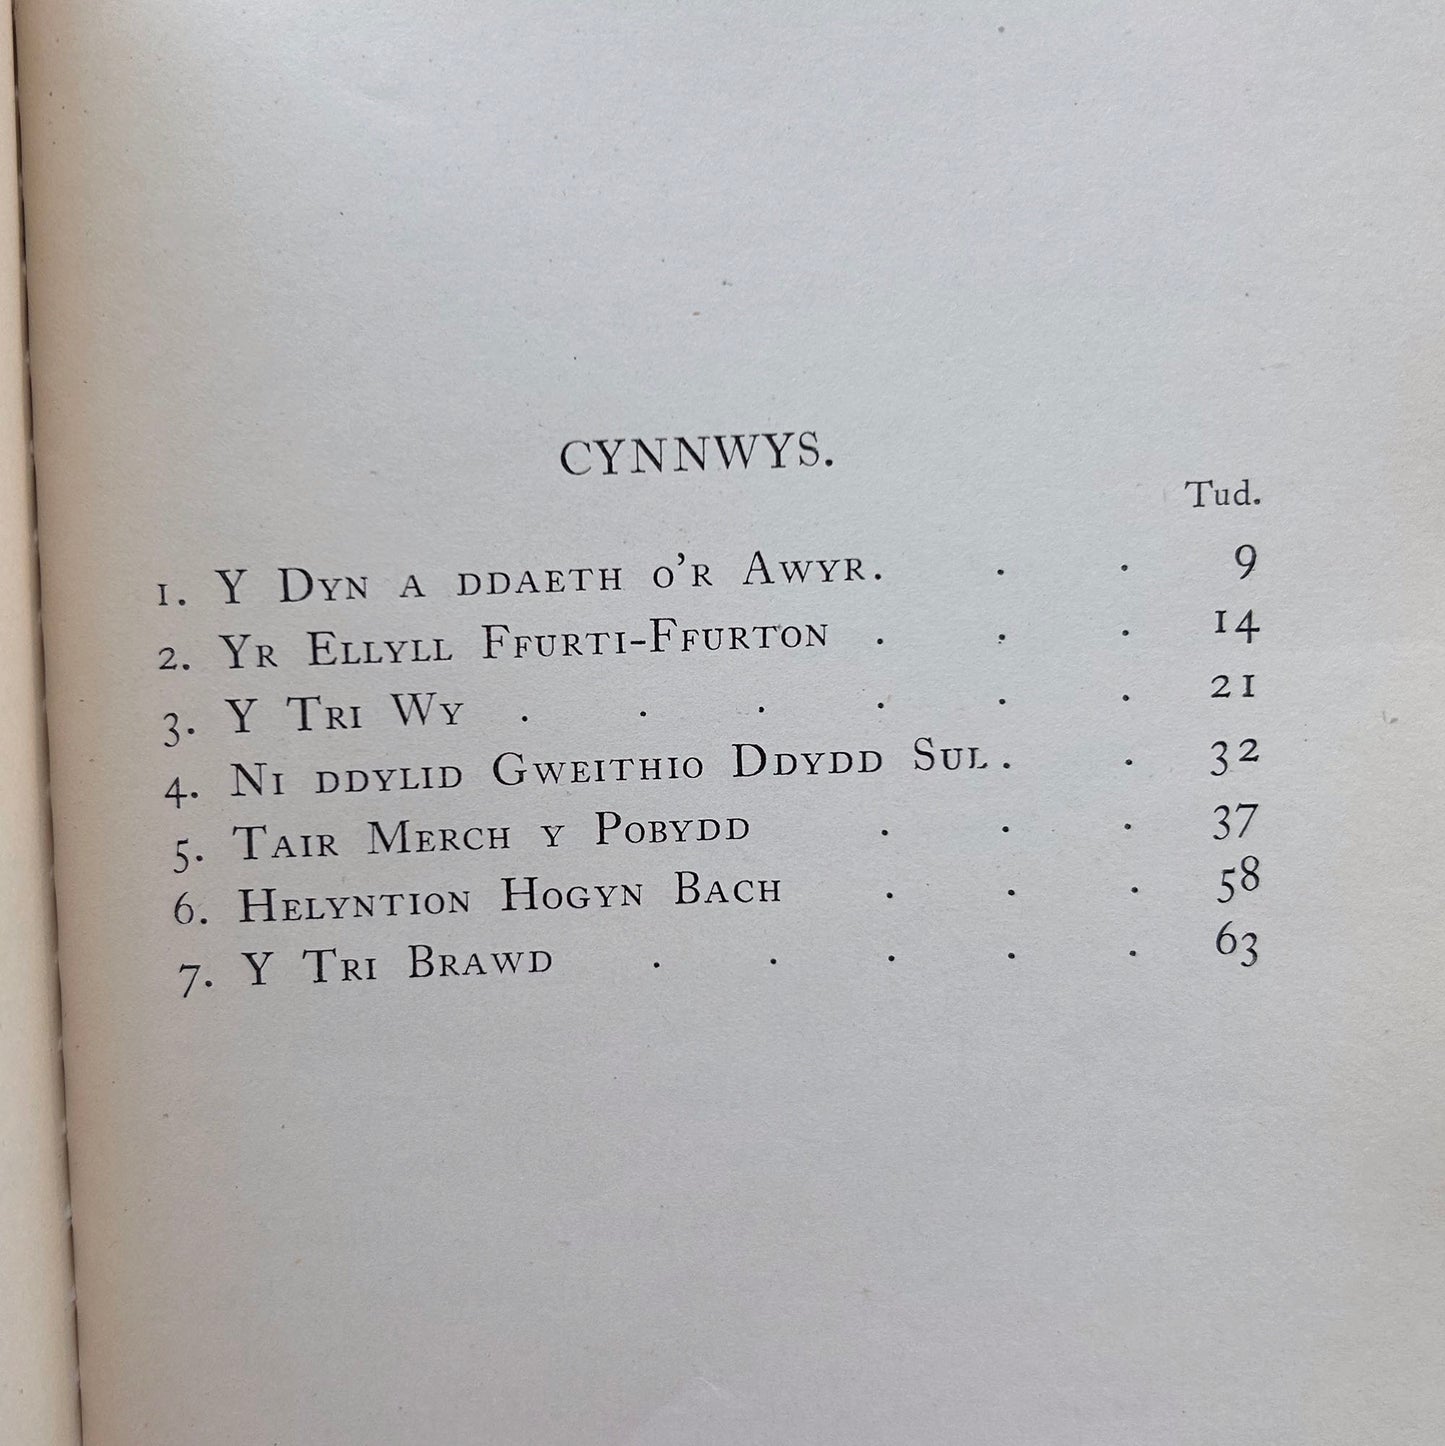 CYNNWYS.
Tud.
1. Y Dyn a ddaeth o'r Awyr. . . 9
2. Yr Ellyll Ffurti-Ffurton . . . 14
3. Y Tri Wy . . . . . . 21
4. Ni ddylid Gweithio Ddydd Sul. . 32
5. Tair Merch y Pobydd . . . 37
6. Helyntion Hogyn Bach . . . 58
7. Y Tri Brawd . . . . . 63